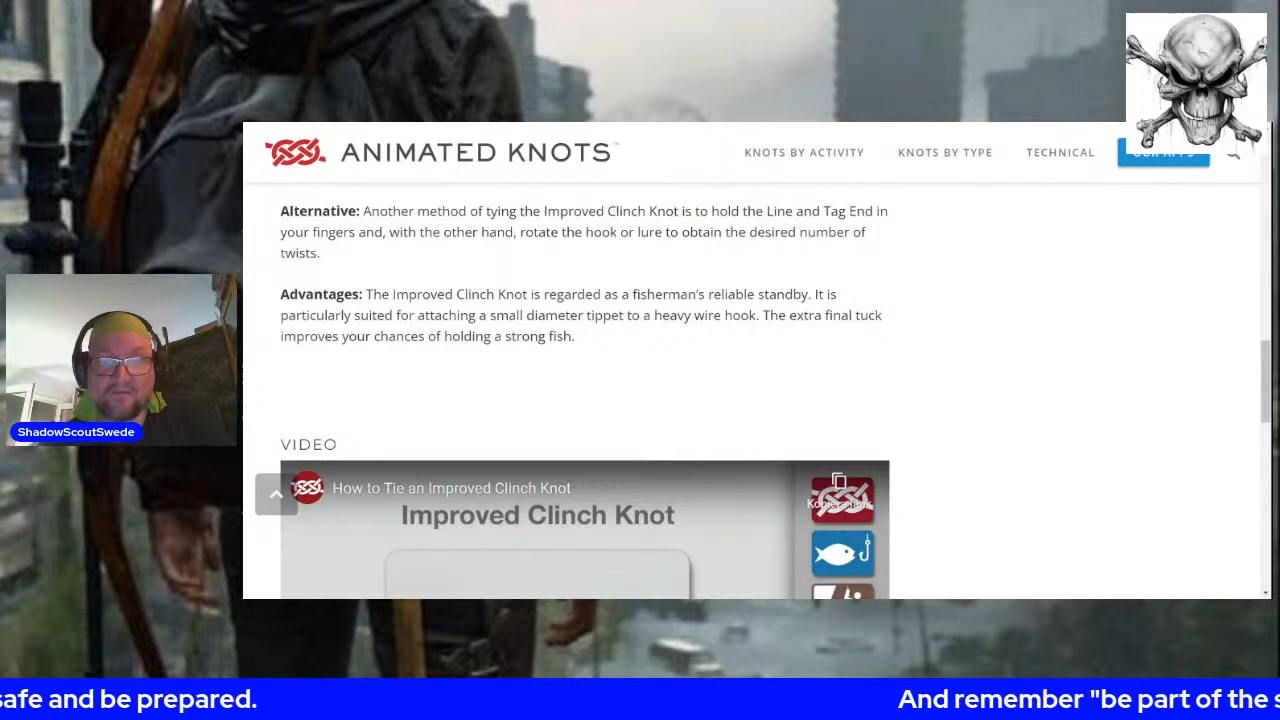 ANIMATED KNOTS™
KNOTS BY ACTIVITY
KNOTS BY TYPE
TECHNICAL
OUR APPS
Alternative: Another method of tying the Improved Clinch Knot is to hold the Line and Tag End in
your fingers and, with the other hand, rotate the hook or lure to obtain the desired number of
twists.
Advantages: The Improved Clinch Knot is regarded as a fisherman's reliable standby. It is
particularly suited for attaching a small diameter tippet to a heavy wire hook. The extra final tuck
improves your chances of holding a strong fish.
ShadowScoutSwede
VIDEO
How to Tie an Improved Clinch Knot
Improved Clinch Knot
safe and be prepared.
And remember "be part of the s